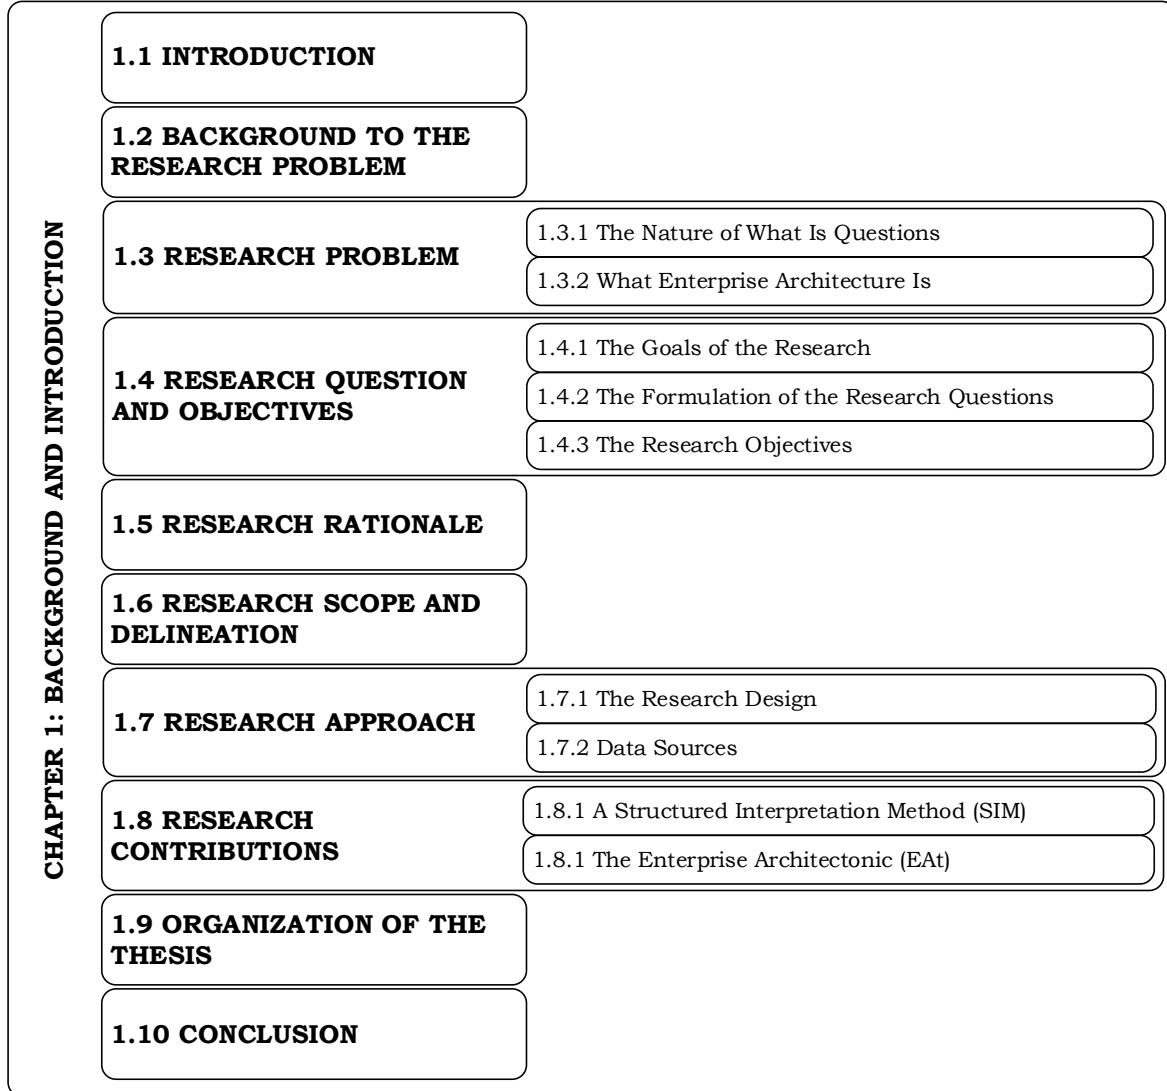 CHAPTER 1: BACKGROUND AND INTRODUCTION
1.1 INTRODUCTION
1.2 BACKGROUND TO THE
RESEARCH PROBLEM
1.3 RESEARCH PROBLEM
1.3.1 The Nature of What Is Questions
1.3.2 What Enterprise Architecture Is
1.4 RESEARCH QUESTION
AND OBJECTIVES
1.4.1 The Goals of the Research
1.4.2 The Formulation of the Research Questions
1.4.3 The Research Objectives
1.5 RESEARCH RATIONALE
1.6 RESEARCH SCOPE AND
DELINEATION
1.7 RESEARCH APPROACH
1.7.1 The Research Design
1.7.2 Data Sources
1.8 RESEARCH
CONTRIBUTIONS
1.8.1 A Structured Interpretation Method (SIM)
1.8.1 The Enterprise Architectonic (EAt)
1.9 ORGANIZATION OF THE
THESIS
1.10 CONCLUSION